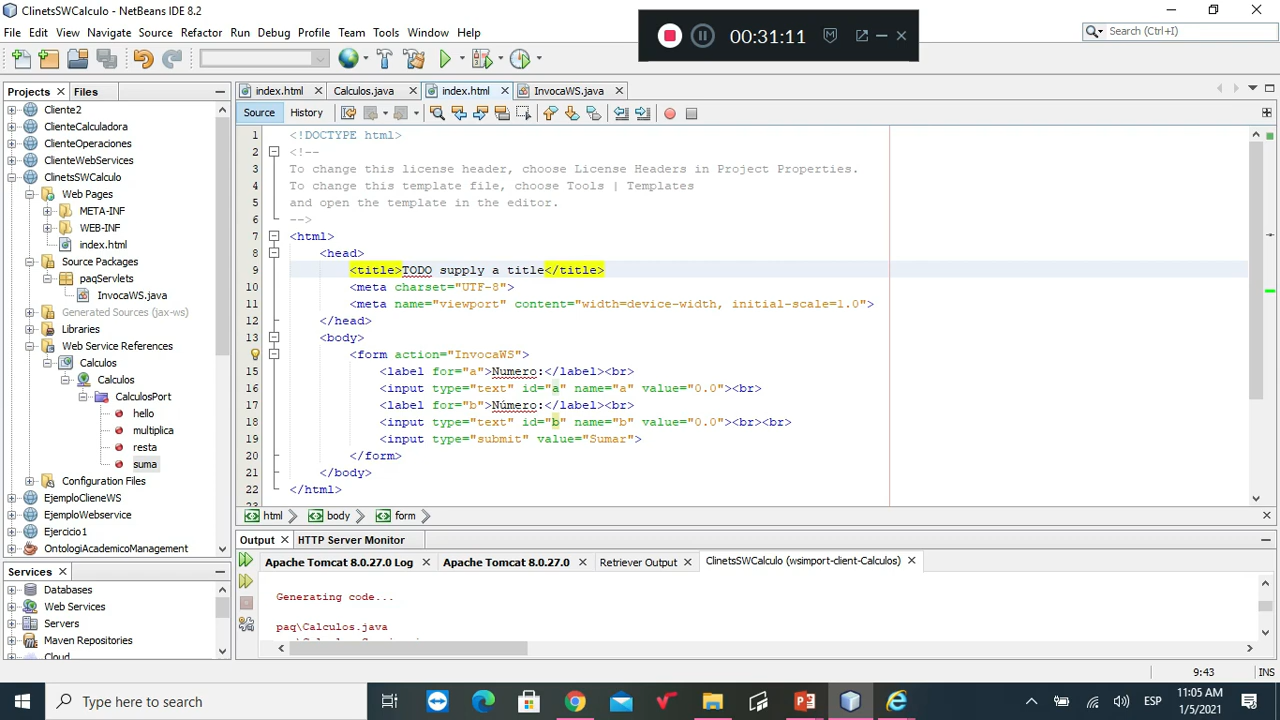 ClinetsSWCalculo - NetBeans IDE 8.2
00:31:11
File Edit View Navigate Source Refactor Run Debug Profile Team Tools Window Help
Search (Ctrl+I)
Projects Files
index.html Calculos.java index.html InvocaWS.java
Source History
Cliente2
ClienteCalculadora
ClienteOperaciones
ClienteWebServices
ClinetsSWCalculo
Web Pages
META-INF
WEB-INF
index.html
Source Packages
paqServlets
InvocaWS.java
Generated Sources (jax-ws)
Libraries
Web Service References
Calculos
Calculos
CalculosPort
hello
multiplica
resta
suma
Configuration Files
EjemploClieneWS
EjemploWebservice
Ejercicio1
OntologiAcademicoManagement
1 <!DOCTYPE html>
2 <!--
3 To change this license header, choose License Headers in Project Properties.
4 To change this template file, choose Tools | Templates
5 and open the template in the editor.
6 -->
7 <html>
8 <head>
9 <title>TODO supply a title</title>
10 <meta charset="UTF-8">
11 <meta name="viewport" content="width=device-width, initial-scale=1.0">
12 </head>
13 <body>
14 <form action="InvocaWS">
15 <label for="a">Numero:</label><br>
16 <input type="text" id="a" name="a" value="0.0"><br>
17 <label for="b">Número:</label><br>
18 <input type="text" id="b" name="b" value="0.0"><br><br>
19 <input type="submit" value="Sumar">
20 </form>
21 </body>
22 </html>
23
html body form
Services
Databases
Web Services
Servers
Maven Repositories
Cloud
Output HTTP Server Monitor
Apache Tomcat 8.0.27.0 Log Apache Tomcat 8.0.27.0 Retriever Output ClinetsSWCalculo (wsimport-client-Calculos)
Generating code...
paq\Calculos.java
9:43 INS
Type here to search
ESP
11:05 AM
1/5/2021